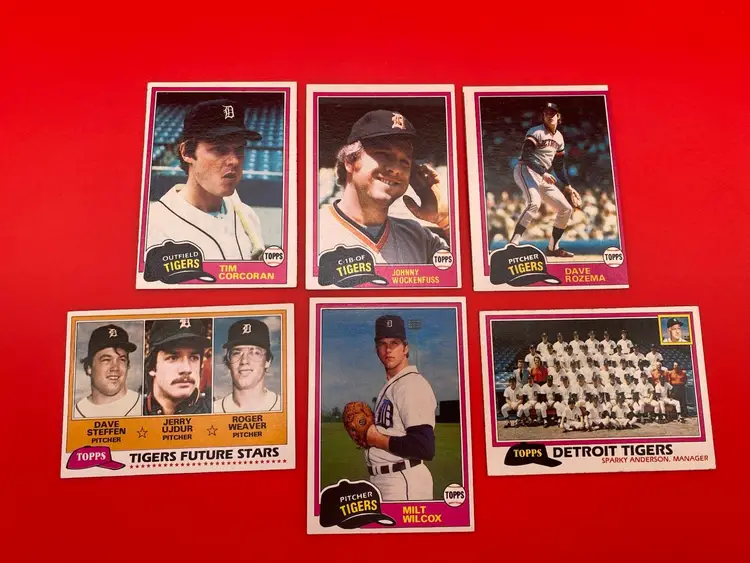 OUTFIELD
TIGERS
TIM
CORCORAN
TOPPS
C-1B-OF
TIGERS
JOHNNY
WOCKENFUSS
TOPPS
PITCHER
TIGERS
DAVE
ROZEMA
TOPPS
DAVE
STEFFEN
PITCHER
☆
JERRY
UJDUR
PITCHER
☆
ROGER
WEAVER
PITCHER
TOPPS
TIGERS FUTURE STARS
PITCHER
TIGERS
MILT
WILCOX
TOPPS
TOPPS
DETROIT TIGERS
SPARKY ANDERSON, MANAGER